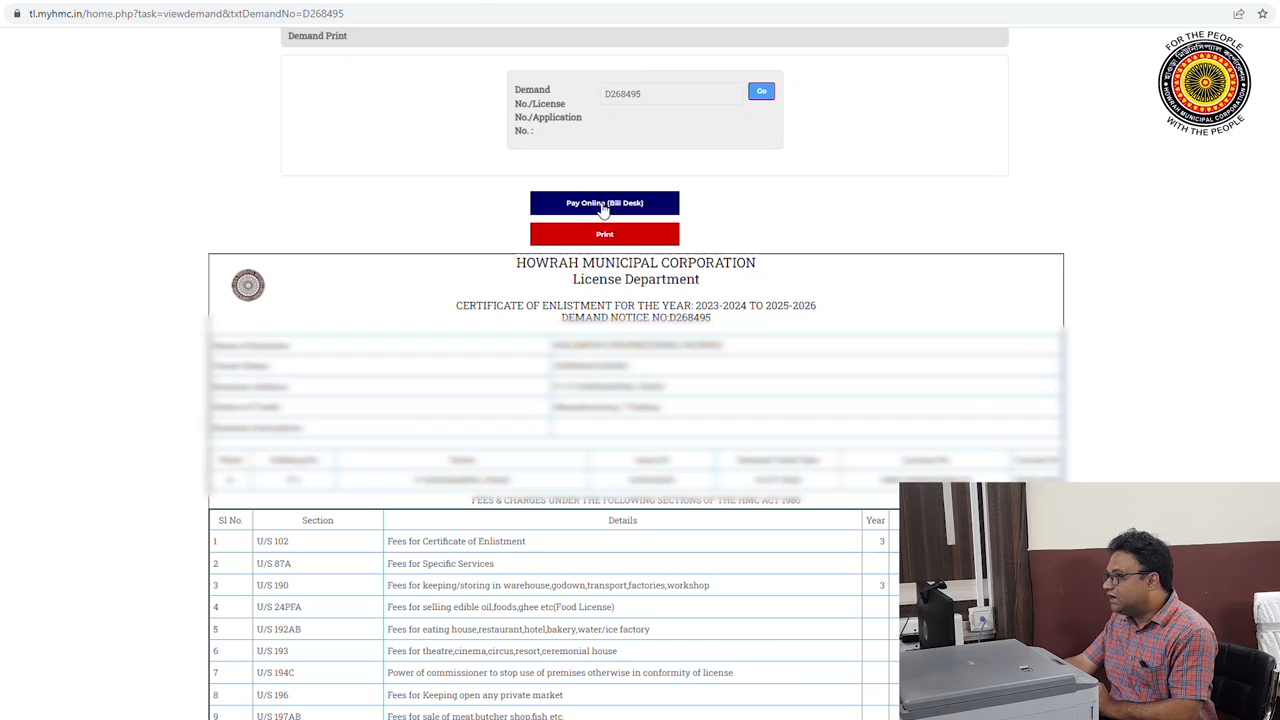 tl.myhmc.in/home.php?task=viewdemand&txtDemandNo=D268495
Demand Print
FOR THE PEOPLE
হাওড়া মিউনিসিপ্যাল কর্পোরেশন
HOWRAH MUNICIPAL CORPORATION
WITH THE PEOPLE
Demand
No./License
No./Application
No. :
D268495
Go
Pay Online (Bill Desk)
Print
HOWRAH MUNICIPAL CORPORATION
License Department
CERTIFICATE OF ENLISTMENT FOR THE YEAR: 2023-2024 TO 2025-2026
DEMAND NOTICE NO:D268495
FEES & CHARGES UNDER THE FOLLOWING SECTIONS OF THE HMC ACT 1980
Sl No. Section Details Year
1 U/S 102 Fees for Certificate of Enlistment 3
2 U/S 87A Fees for Specific Services
3 U/S 190 Fees for keeping/storing in warehouse,godown,transport,factories,workshop 3
4 U/S 24PFA Fees for selling edible oil,foods,ghee etc(Food License)
5 U/S 192AB Fees for eating house,restaurant,hotel,bakery,water/ice factory
6 U/S 193 Fees for theatre,cinema,circus,resort,ceremonial house
7 U/S 194C Power of commissioner to stop use of premises otherwise in conformity of license
8 U/S 196 Fees for Keeping open any private market
9 U/S 197AB Fees for sale of meat,butcher shop,fish etc.